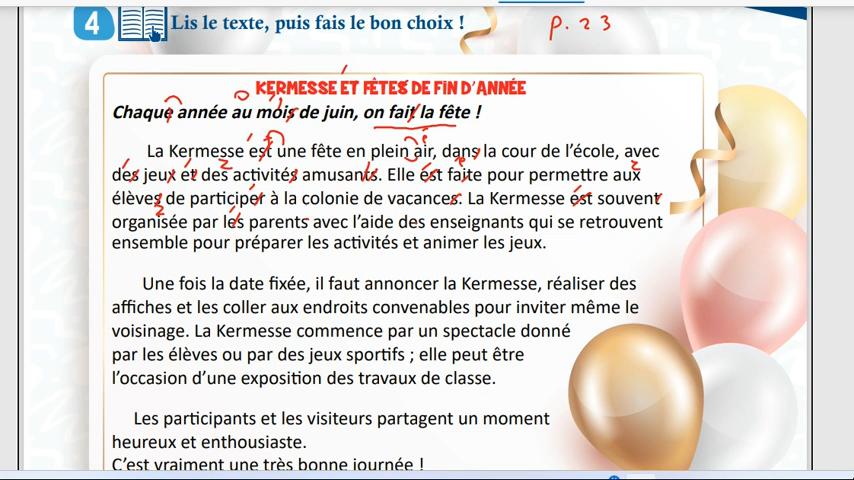 4 Lis le texte, puis fais le bon choix ! p. 23
KERMESSE ET FÊTES DE FIN D'ANNÉE
Chaque année au mois de juin, on fait la fête !
La Kermesse est une fête en plein air, dans la cour de l'école, avec
des jeux et des activités amusants. Elle est faite pour permettre aux
élèves de participer à la colonie de vacances. La Kermesse est souvent
organisée par les parents avec l'aide des enseignants qui se retrouvent
ensemble pour préparer les activités et animer les jeux.
Une fois la date fixée, il faut annoncer la Kermesse, réaliser des
affiches et les coller aux endroits convenables pour inviter même le
voisinage. La Kermesse commence par un spectacle donné
par les élèves ou par des jeux sportifs ; elle peut être
l'occasion d'une exposition des travaux de classe.
Les participants et les visiteurs partagent un moment
heureux et enthousiaste.
C'est vraiment une très bonne journée !